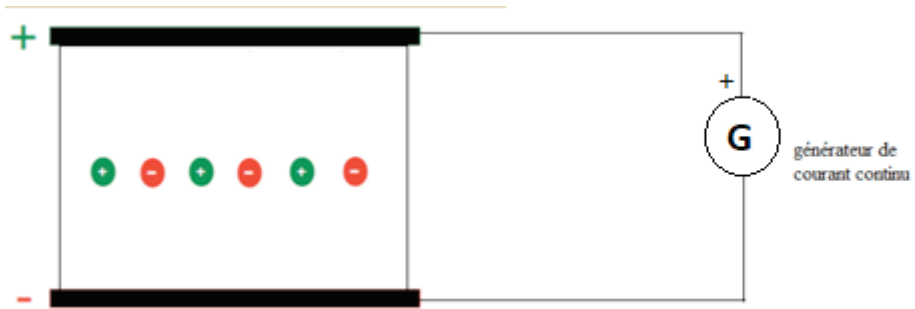 +
+
G
générateur de
courant continu
+ - + - + -
-